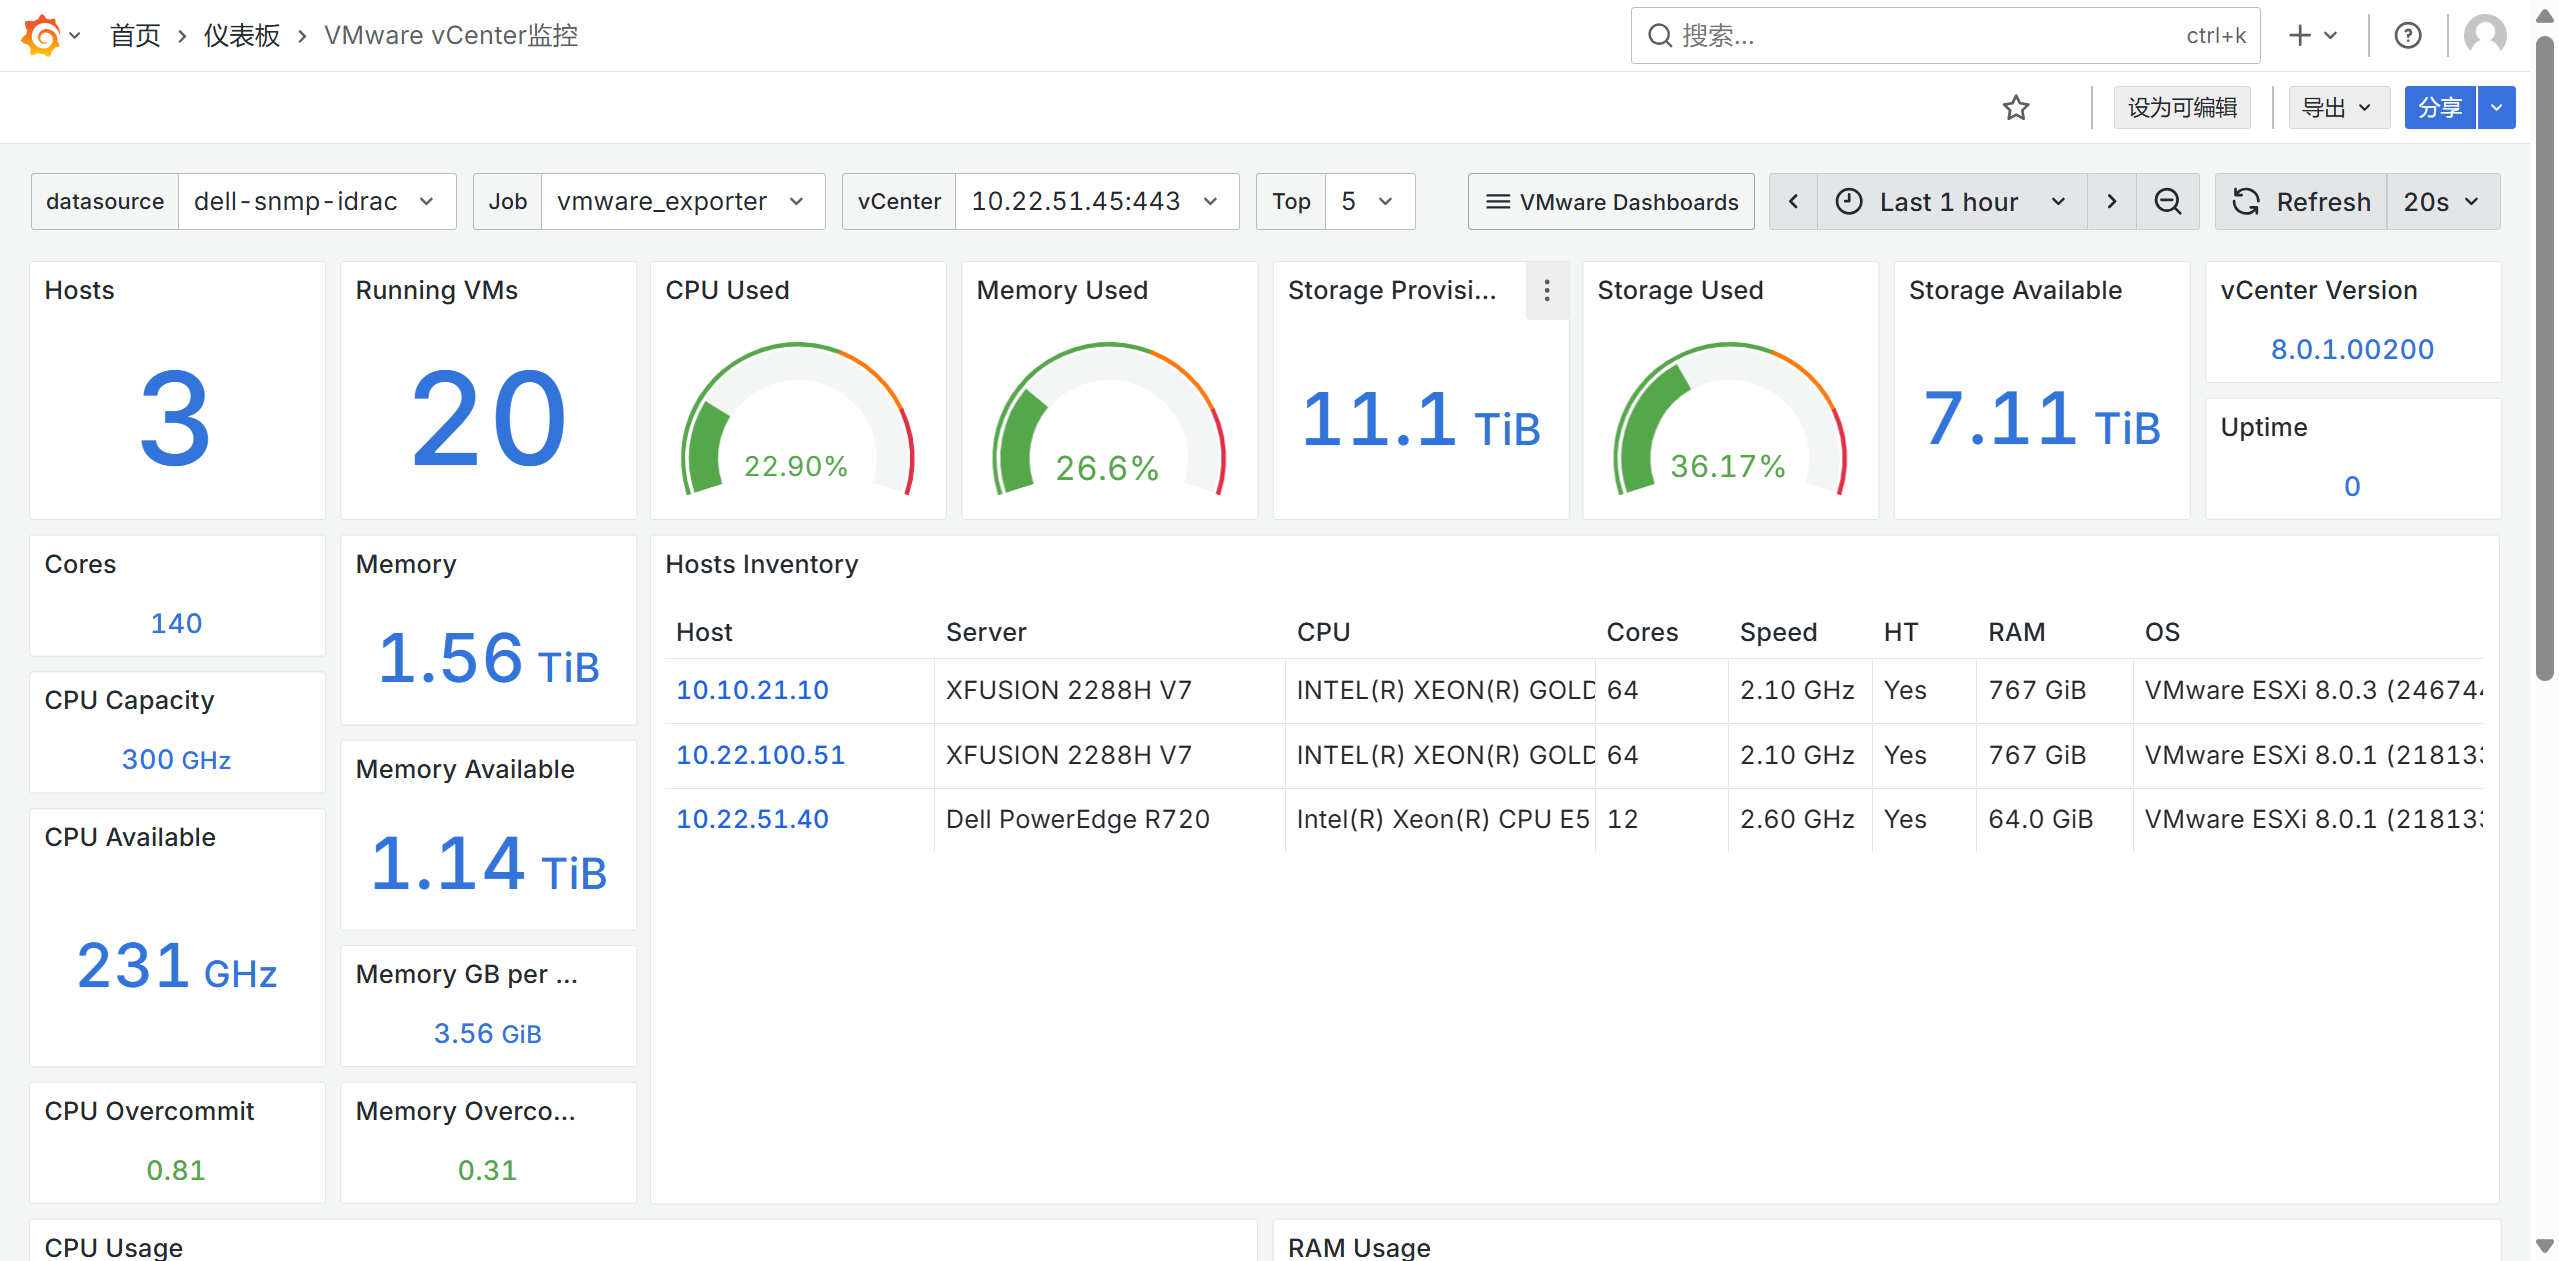 首页 › 仪表板 › VMware vCenter监控
搜索... ctrl+k
设为可编辑 导出 分享
datasource dell-snmp-idrac Job vmware_exporter vCenter 10.22.51.45:443 Top 5 VMware Dashboards Last 1 hour Refresh 20s
Hosts
3
Running VMs
20
CPU Used
22.90%
Memory Used
26.6%
Storage Provisi...
11.1 TiB
Storage Used
36.17%
Storage Available
7.11 TiB
vCenter Version
8.0.1.00200
Uptime
0
Cores
140
CPU Capacity
300 GHz
CPU Available
231 GHz
CPU Overcommit
0.81
Memory
1.56 TiB
Memory Available
1.14 TiB
Memory GB per ...
3.56 GiB
Memory Overco...
0.31
Hosts Inventory
Host Server CPU Cores Speed HT RAM OS
10.10.21.10 XFUSION 2288H V7 INTEL(R) XEON(R) GOLD 64 2.10 GHz Yes 767 GiB VMware ESXi 8.0.3 (24674
10.22.100.51 XFUSION 2288H V7 INTEL(R) XEON(R) GOLD 64 2.10 GHz Yes 767 GiB VMware ESXi 8.0.1 (21813
10.22.51.40 Dell PowerEdge R720 Intel(R) Xeon(R) CPU E5 12 2.60 GHz Yes 64.0 GiB VMware ESXi 8.0.1 (21813
CPU Usage
RAM Usage